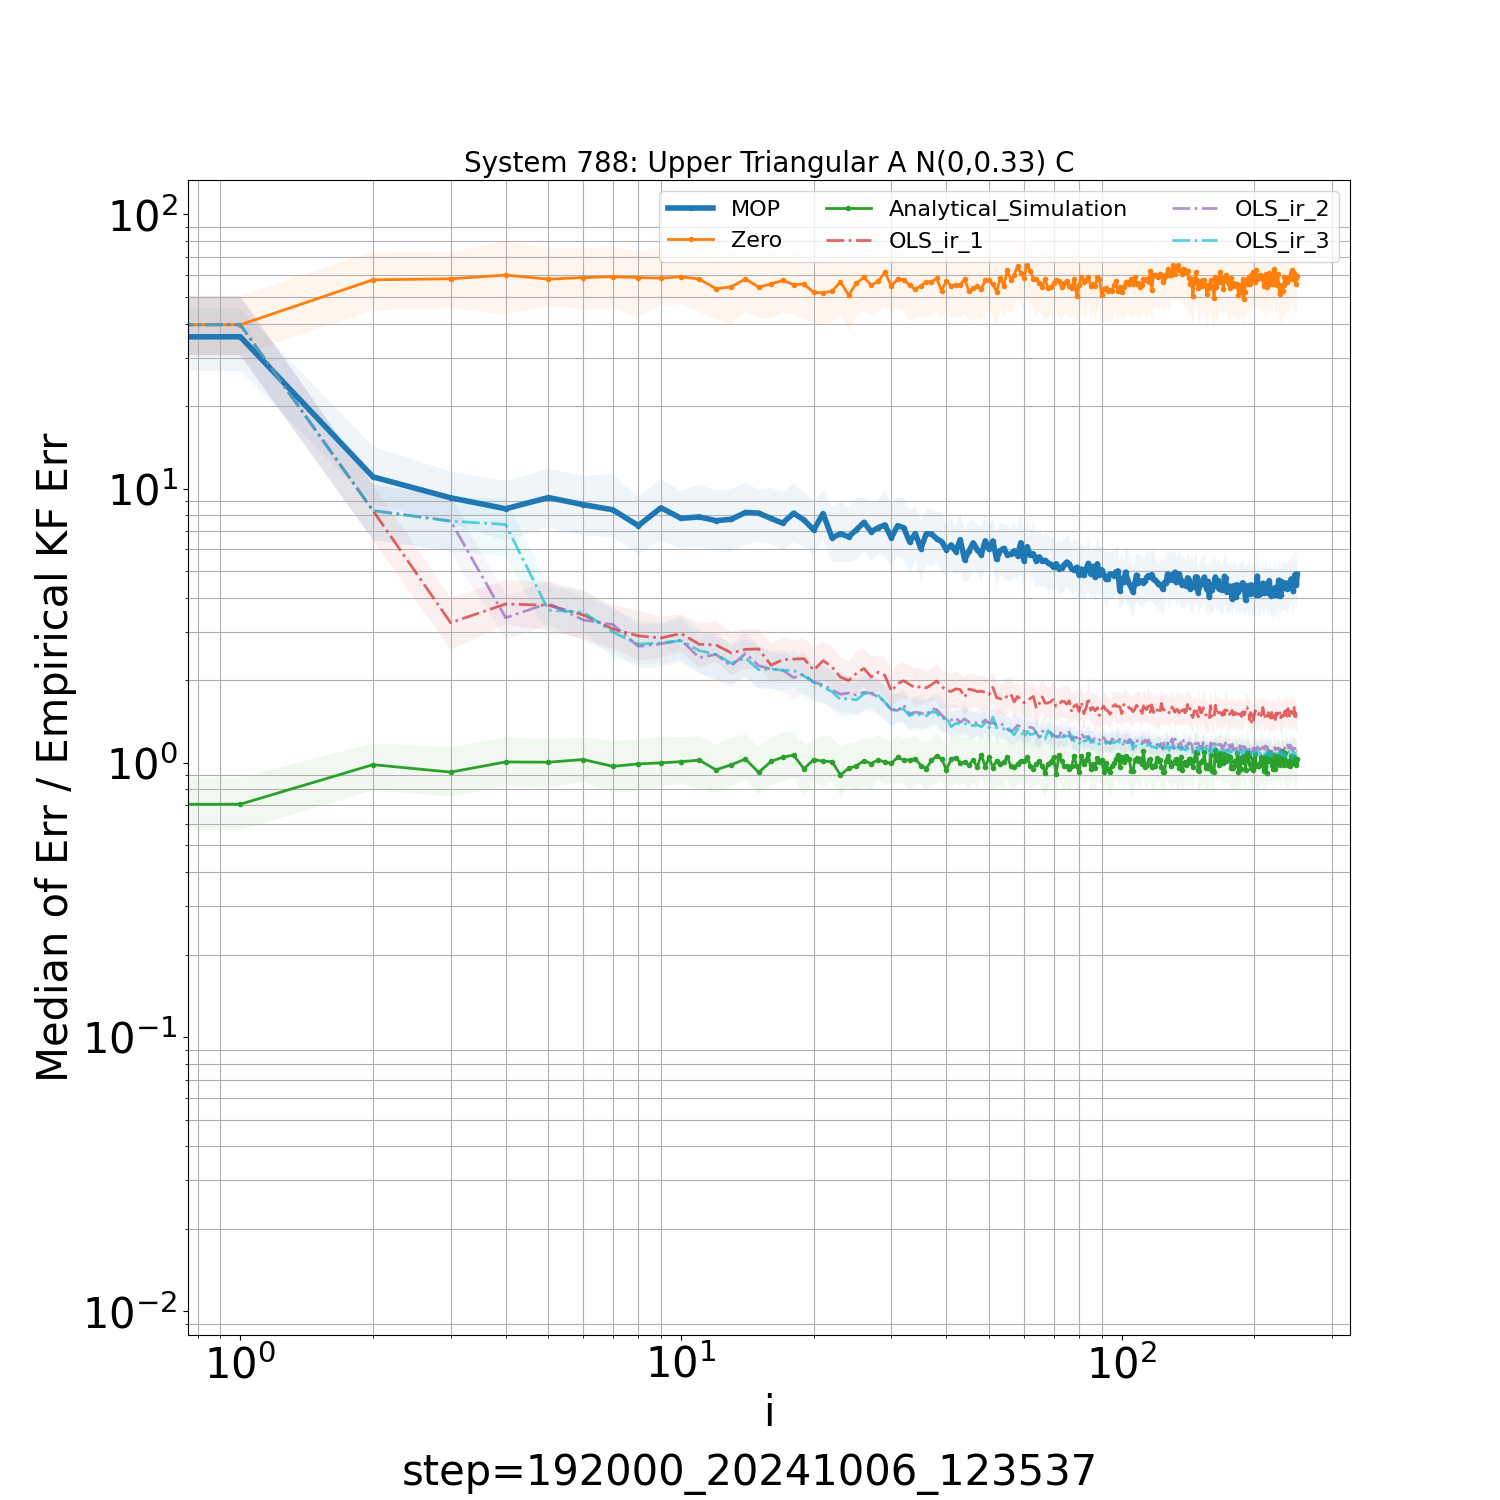 System 788: Upper Triangular A N(0,0.33) C
MOP
Zero
Analytical_Simulation
OLS_ir_1
OLS_ir_2
OLS_ir_3
Median of Err / Empirical KF Err
10²
10¹
10⁰
10⁻¹
10⁻²
10⁰ 10¹ 10²
i
step=192000_20241006_123537